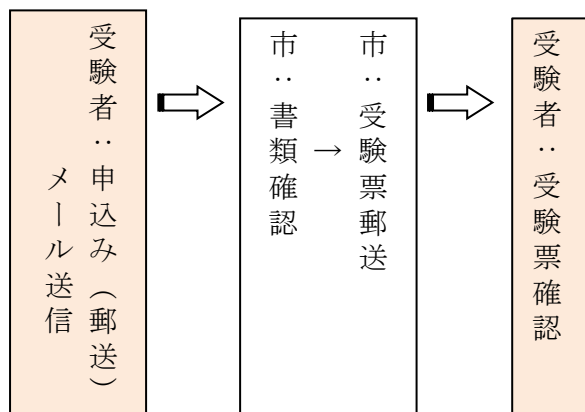 受験者：申込み（郵送）
メール送信
市：書類確認
→
市：受験票郵送
受験者：受験票確認